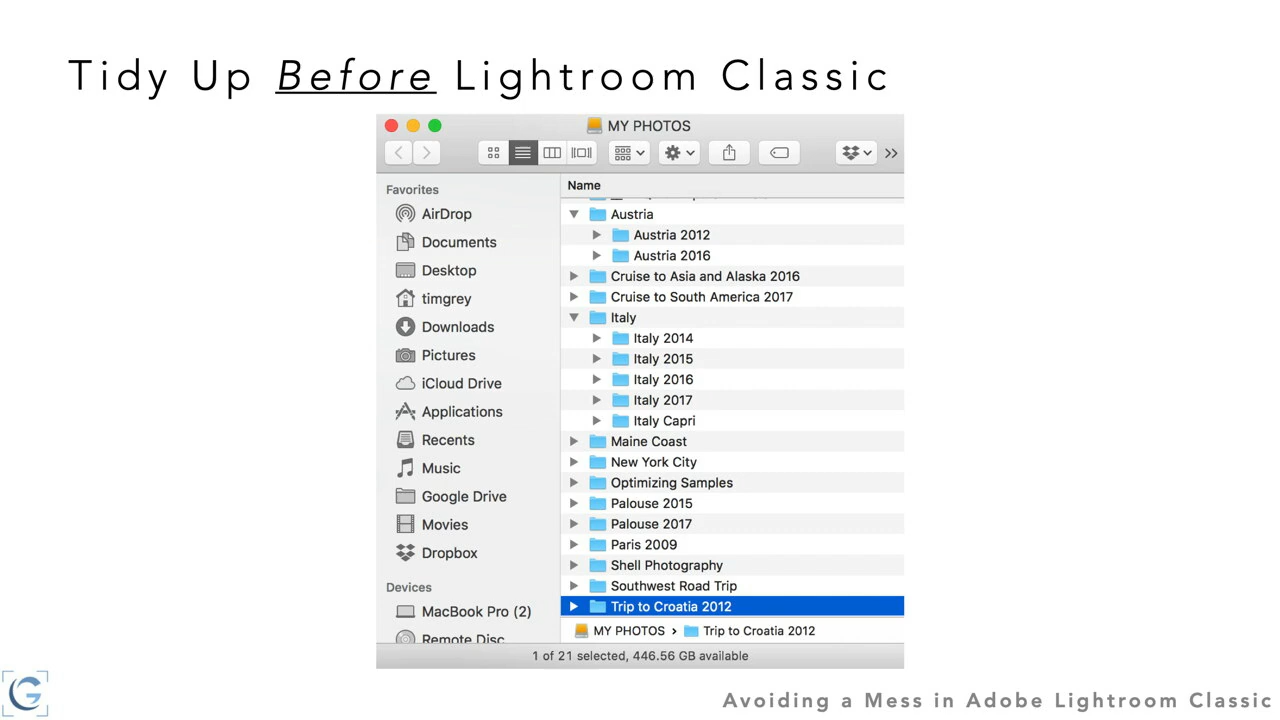 Tidy Up Before Lightroom Classic
MY PHOTOS
Favorites
AirDrop
Documents
Desktop
timgrey
Downloads
Pictures
iCloud Drive
Applications
Recents
Music
Google Drive
Movies
Dropbox
Devices
MacBook Pro (2)
Remote Disc
Name
Austria
Austria 2012
Austria 2016
Cruise to Asia and Alaska 2016
Cruise to South America 2017
Italy
Italy 2014
Italy 2015
Italy 2016
Italy 2017
Italy Capri
Maine Coast
New York City
Optimizing Samples
Palouse 2015
Palouse 2017
Paris 2009
Shell Photography
Southwest Road Trip
Trip to Croatia 2012
MY PHOTOS › Trip to Croatia 2012
1 of 21 selected, 446.56 GB available
G
Avoiding a Mess in Adobe Lightroom Classic